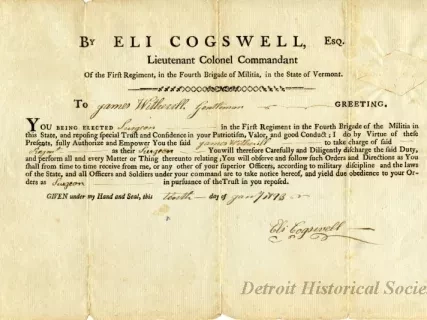 BY ELI COGSWELL, ESQ.
Lieutenant Colonel Commandant
Of the First Regiment, in the Fourth Brigade of Militia, in the State of Vermont.
To James Witherell, Gentleman GREETING.
YOU BEING ELECTED Surgeon in the First Regiment in the Fourth Brigade of Militia in
this State, and reposing special Trust and Confidence in your Patriotism, Valor, and good Conduct; I do by Virtue of these
Presents, fully Authorize and Empower You the said James Witherell to take charge of said
Regmt as their Surgeon You will therefore Carefully and Diligently discharge the said Duty,
and perform all and every Matter or Thing thereunto relating; You will observe and follow such Orders and Directions as You
shall from time to time receive from me, or any other of your Superior Officers, according to military discipline and the laws
of the State, and all Officers and Soldiers under your command are to take notice hereof, and yield due obedience to your Or-
ders as Surgeon in pursuance of the Trust in you reposed.
GIVEN under my Hand and Seal, this tenth day of
Eli Cogswell
Detroit Historical Socie